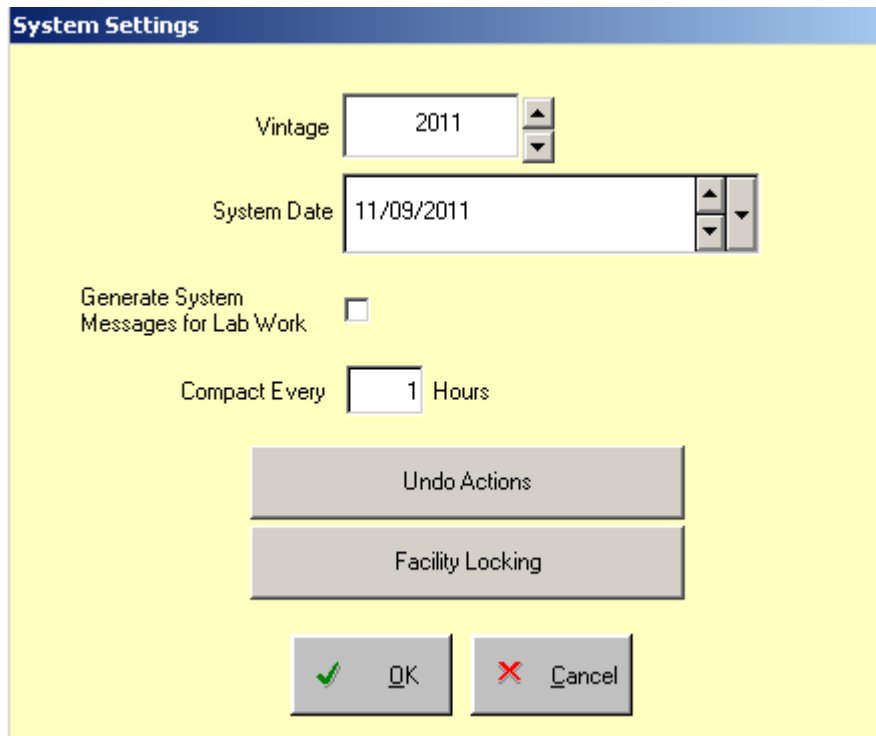 System Settings
Vintage 2011
System Date 11/09/2011
Generate System
Messages for Lab Work
Compact Every 1 Hours
Undo Actions
Facility Locking
OK Cancel